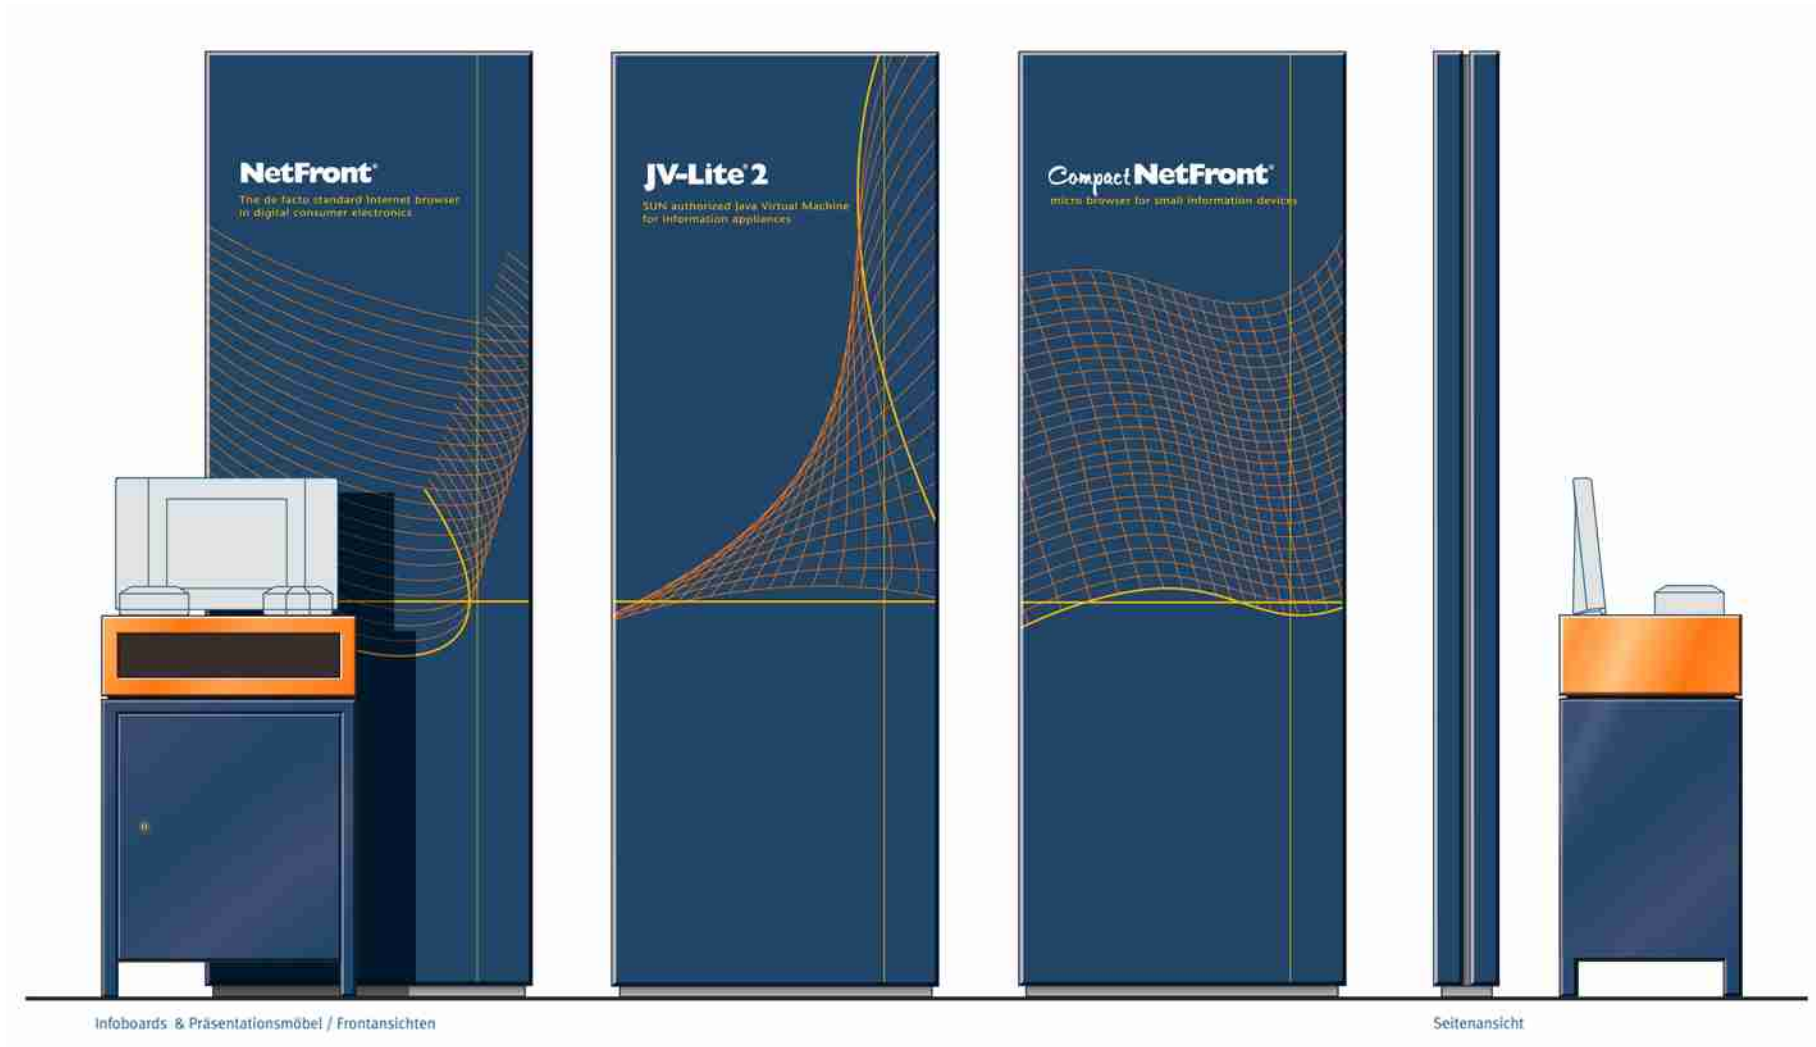 NetFront®
The de facto standard Internet browser
in digital consumer electronics
JV-Lite®2
SUN authorized Java Virtual Machine
for information appliances
Compact NetFront®
micro browser for small information devices
Infoboards & Präsentationsmöbel / Frontansichten
Seitenansicht